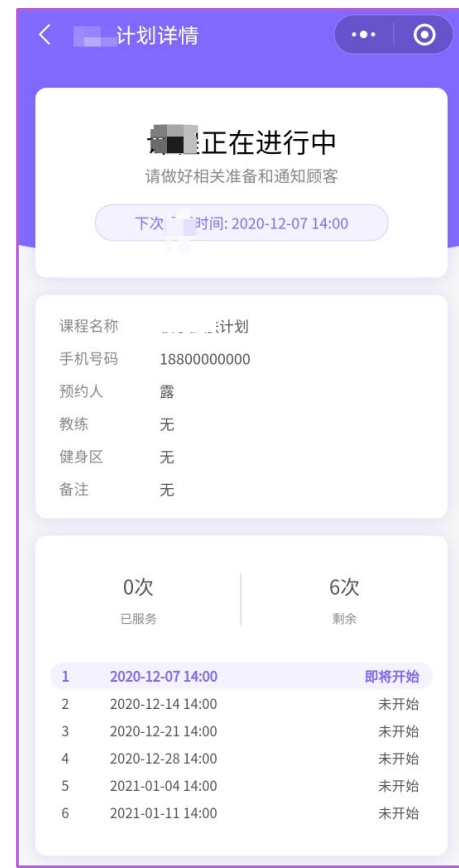 计划详情
正在进行中
请做好相关准备和通知顾客
下次 时间: 2020-12-07 14:00
课程名称 计划
手机号码 18800000000
预约人 露
教练 无
健身区 无
备注 无
0次 6次
已服务 剩余
1 2020-12-07 14:00 即将开始
2 2020-12-14 14:00 未开始
3 2020-12-21 14:00 未开始
4 2020-12-28 14:00 未开始
5 2021-01-04 14:00 未开始
6 2021-01-11 14:00 未开始